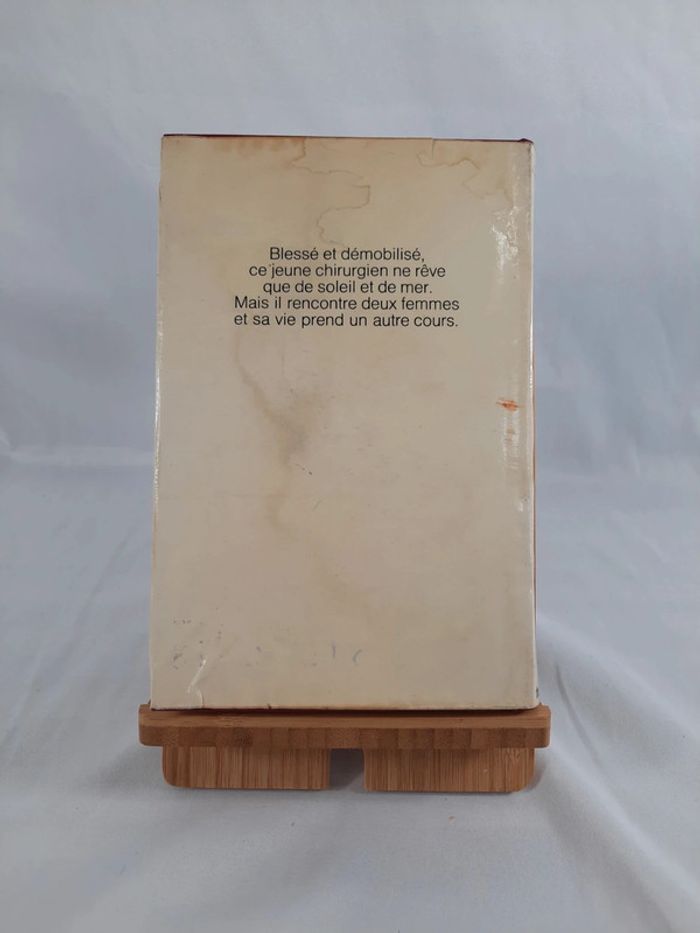 Blessé et démobilisé,
ce jeune chirurgien ne rêve
que de soleil et de mer.
Mais il rencontre deux femmes
et sa vie prend un autre cours.